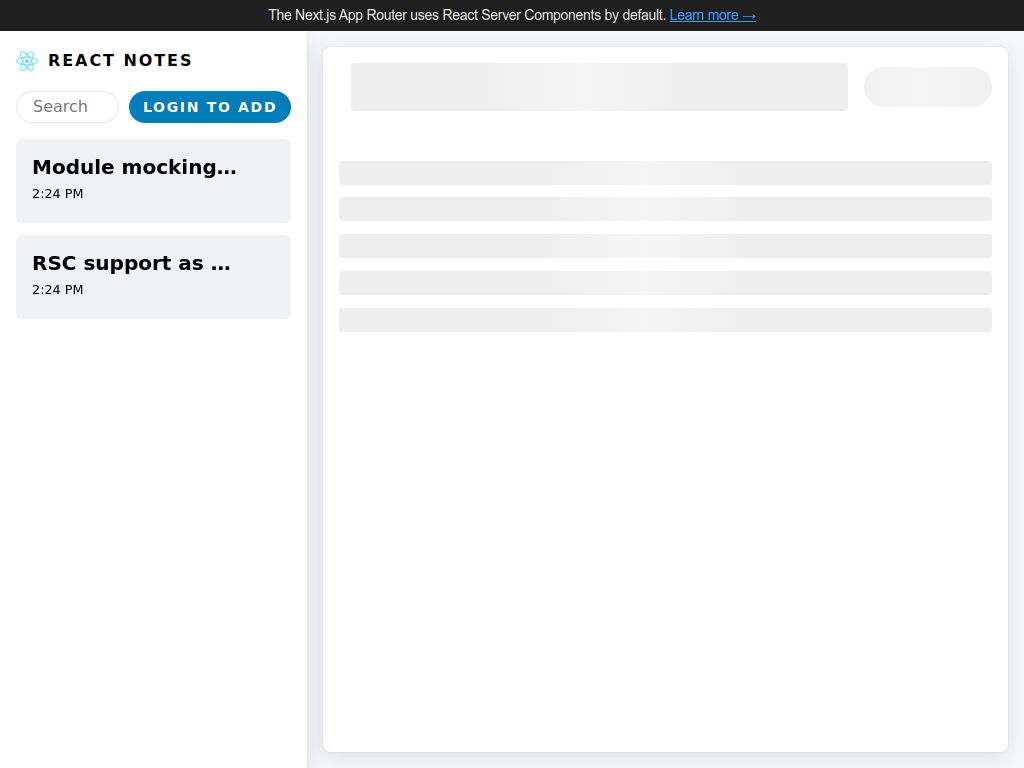 The Next.js App Router uses React Server Components by default. Learn more →
REACT NOTES
Search
LOGIN TO ADD
Module mocking...
2:24 PM
RSC support as ...
2:24 PM